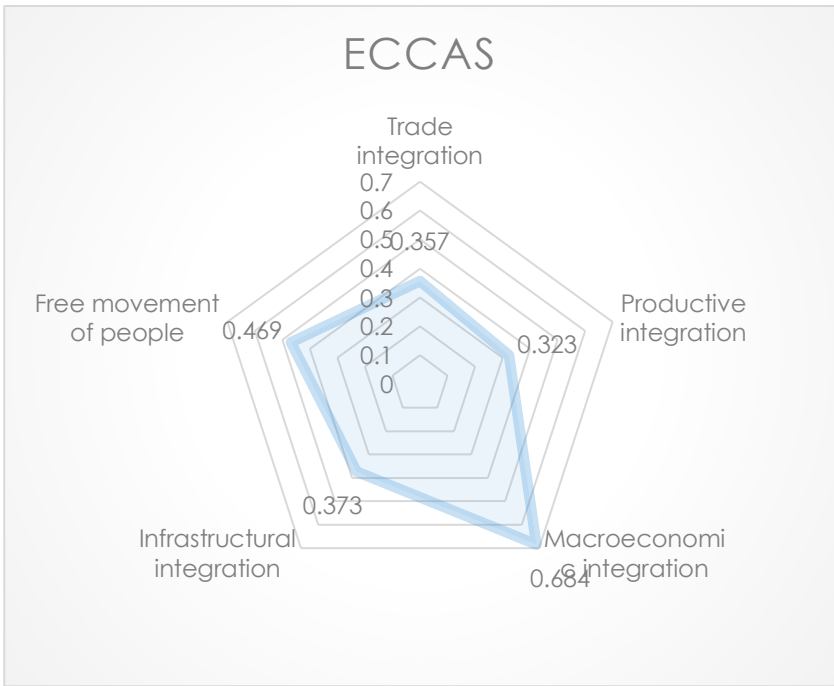 ECCAS
Trade
integration
0.7
0.6
0.5
0.357
0.4
0.3
0.2
0.1
0
Free movement
of people
0.469
Productive
integration
0.323
0.373
Infrastructural
integration
Macroeconomi
c integration
0.684